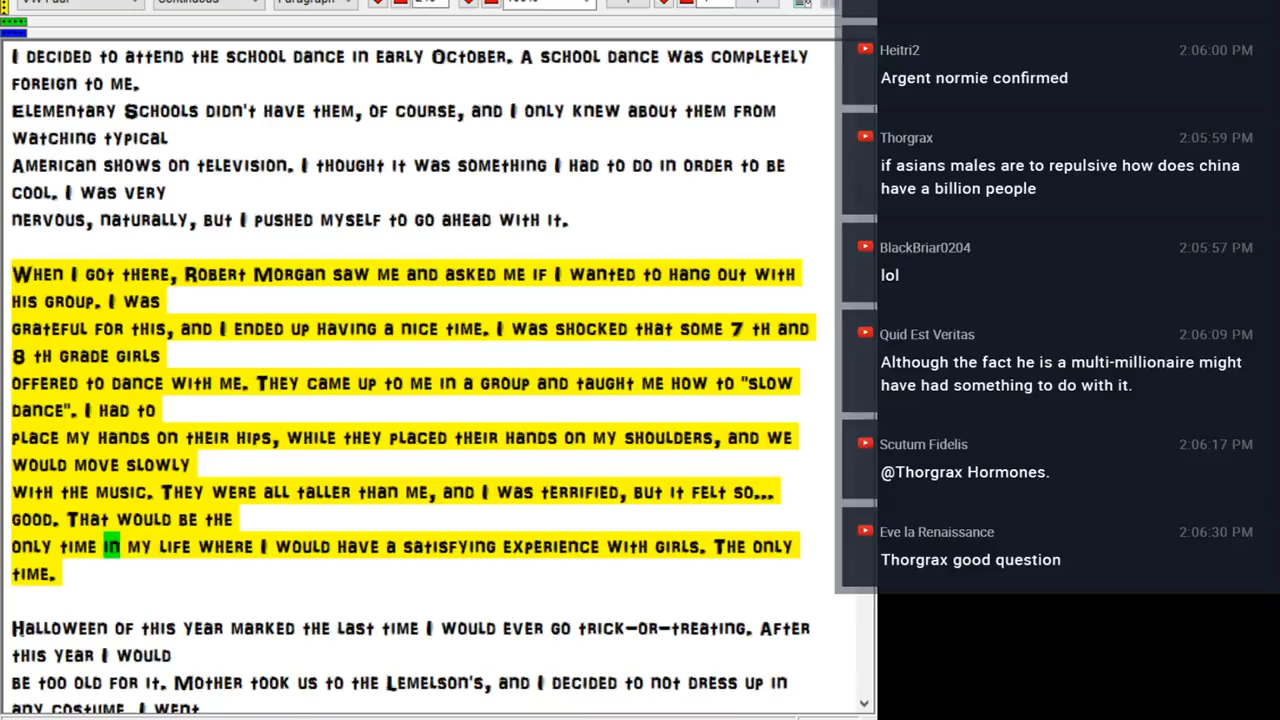 Continuous
Paragraph
I decided to attend the school dance in early October. A school dance was completely
foreign to me.
Elementary Schools didn't have them, of course, and I only knew about them from
watching typical
American shows on television. I thought it was something I had to do in order to be
cool. I was very
nervous, naturally, but I pushed myself to go ahead with it.
When I got there, Robert Morgan saw me and asked me if I wanted to hang out with
his group. I was
grateful for this, and I ended up having a nice time. I was shocked that some 7 th and
8 th grade girls
offered to dance with me. They came up to me in a group and taught me how to "slow
dance". I had to
place my hands on their hips, while they placed their hands on my shoulders, and we
would move slowly
with the music. They were all taller than me, and I was terrified, but it felt so...
good. That would be the
only time in my life where I would have a satisfying experience with girls. The only
time.
Halloween of this year marked the last time I would ever go trick-or-treating. After
this year I would
be too old for it. Mother took us to the Lemelson's, and I decided to not dress up in
any costume. I went
Heitri2 2:06:00 PM
Argent normie confirmed
Thorgrax 2:05:59 PM
if asians males are to repulsive how does china
have a billion people
BlackBriar0204 2:05:57 PM
lol
Quid Est Veritas 2:06:09 PM
Although the fact he is a multi-millionaire might
have had something to do with it.
Scutum Fidelis 2:06:17 PM
@Thorgrax Hormones.
Eve la Renaissance 2:06:30 PM
Thorgrax good question